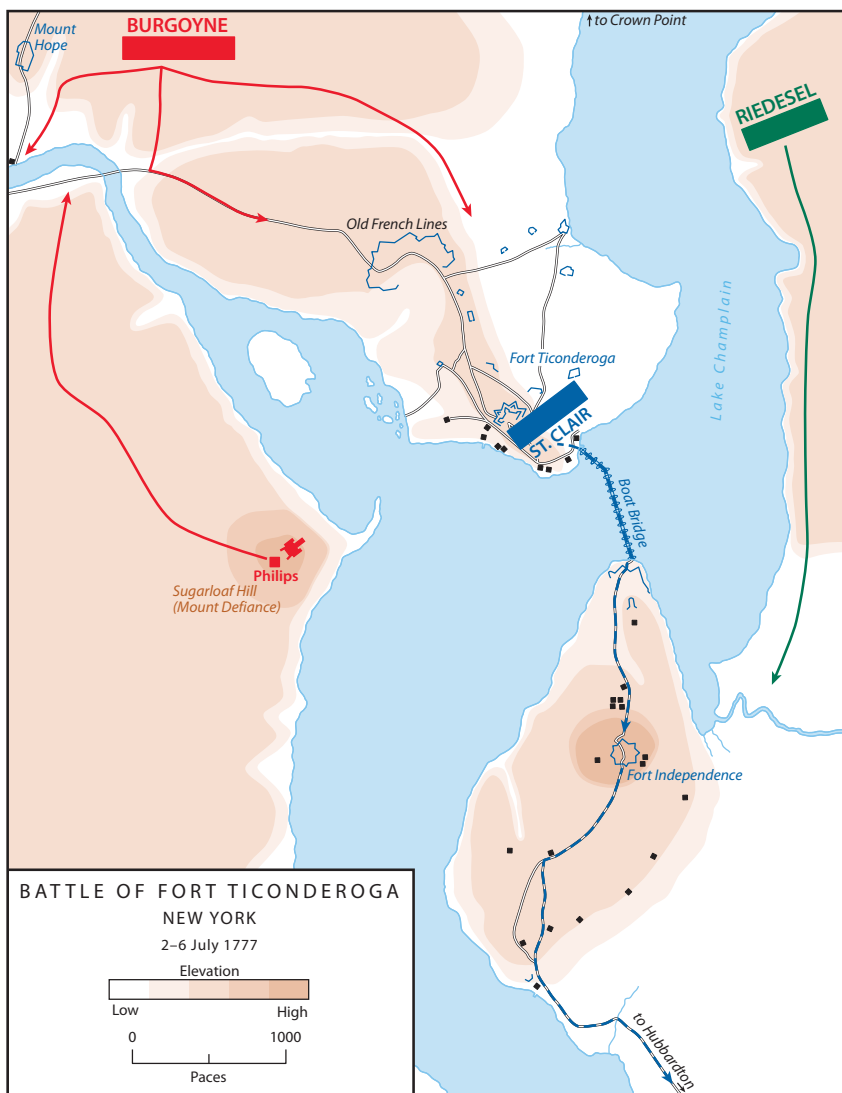 Mount
Hope
BURGOYNE
to Crown Point
RIEDESEL
Old French Lines
Lake Champlain
Fort Ticonderoga
ST. CLAIR
Boat Bridge
Philips
Sugarloaf Hill
(Mount Defiance)
Fort Independence
BATTLE OF FORT TICONDEROGA
NEW YORK
2–6 July 1777
Elevation
Low High
0 1000
Paces
to Hubbardton